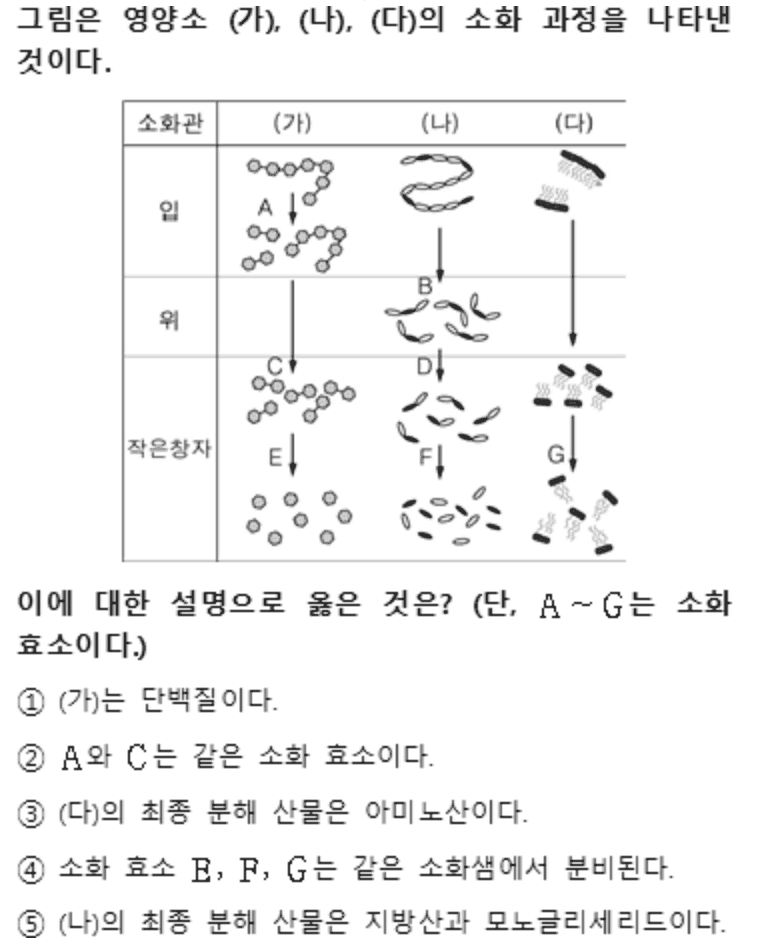 그림은 영양소 (가), (나), (다)의 소화 과정을 나타낸
것이다.
소화관 (가) (나) (다)
입
A
B
위
C D
작은창자
E F G
이에 대한 설명으로 옳은 것은? (단, A ~ G는 소화
효소이다.)
① (가)는 단백질이다.
② A와 C는 같은 소화 효소이다.
③ (다)의 최종 분해 산물은 아미노산이다.
④ 소화 효소 E, F, G는 같은 소화샘에서 분비된다.
⑤ (나)의 최종 분해 산물은 지방산과 모노글리세리드이다.